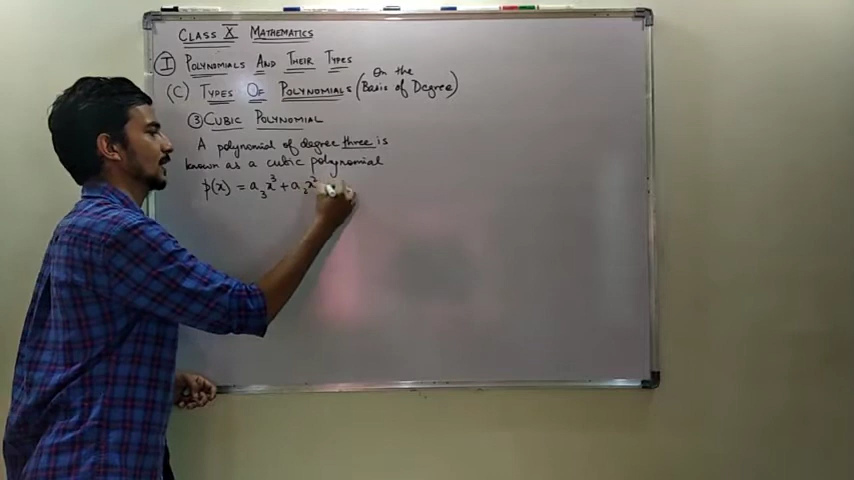 CLASS X MATHEMATICS
I POLYNOMIALS AND THEIR TYPES
(C) TYPES OF POLYNOMIALS (On the Basis of Degree)
③ CUBIC POLYNOMIAL
A polynomial of degree three is
known as a cubic polynomial
p(x) = a₃x³ + a₂x²